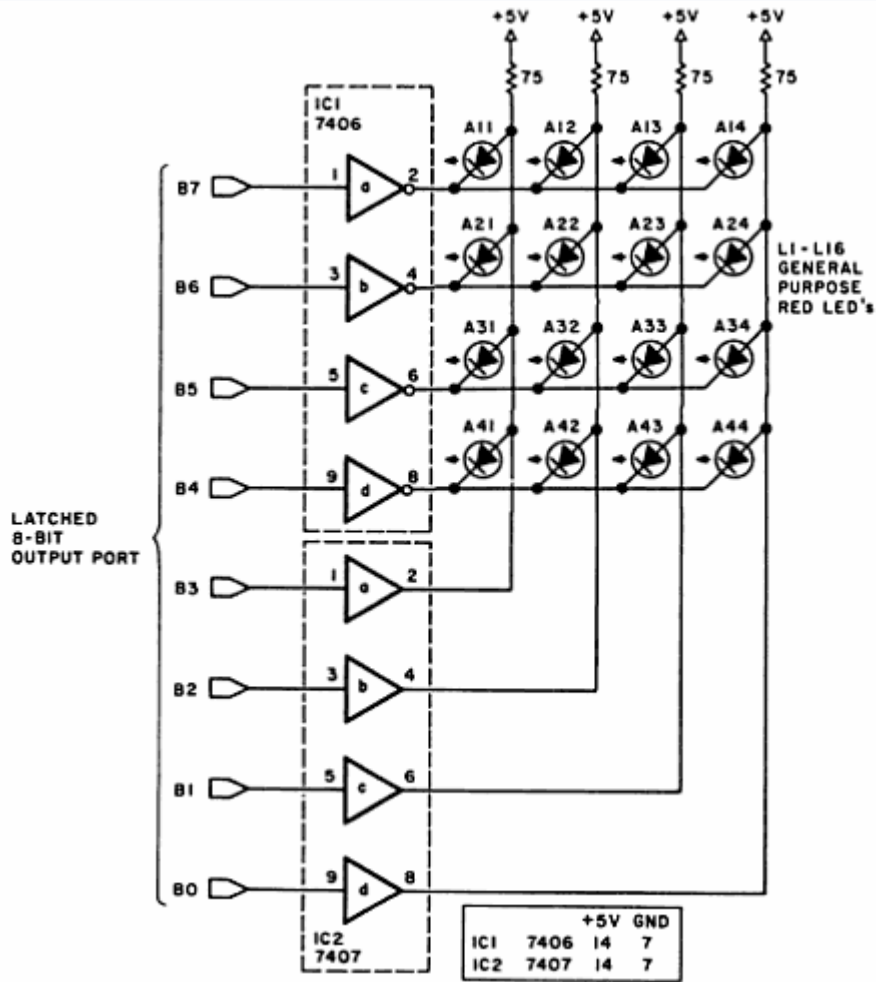 +5V +5V +5V +5V
75 75 75 75
IC1
7406
A11 A12 A13 A14
B7 1 a 2
A21 A22 A23 A24
B6 3 b 4
L1-L16
GENERAL
PURPOSE
RED LED's
A31 A32 A33 A34
B5 5 c 6
A41 A42 A43 A44
B4 9 d 8
LATCHED
8-BIT
OUTPUT PORT
B3 1 a 2
B2 3 b 4
B1 5 c 6
B0 9 d 8
IC2
7407
+5V GND
IC1 7406 14 7
IC2 7407 14 7